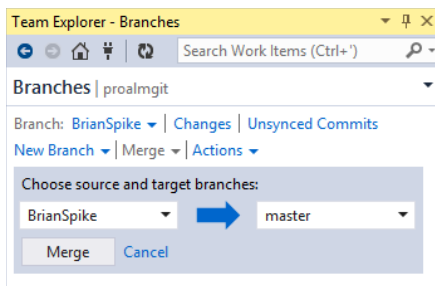 Team Explorer - Branches
Search Work Items (Ctrl+')
Branches | proalmgit
Branch: BrianSpike | Changes | Unsynced Commits
New Branch | Merge | Actions
Choose source and target branches:
BrianSpike master
Merge Cancel